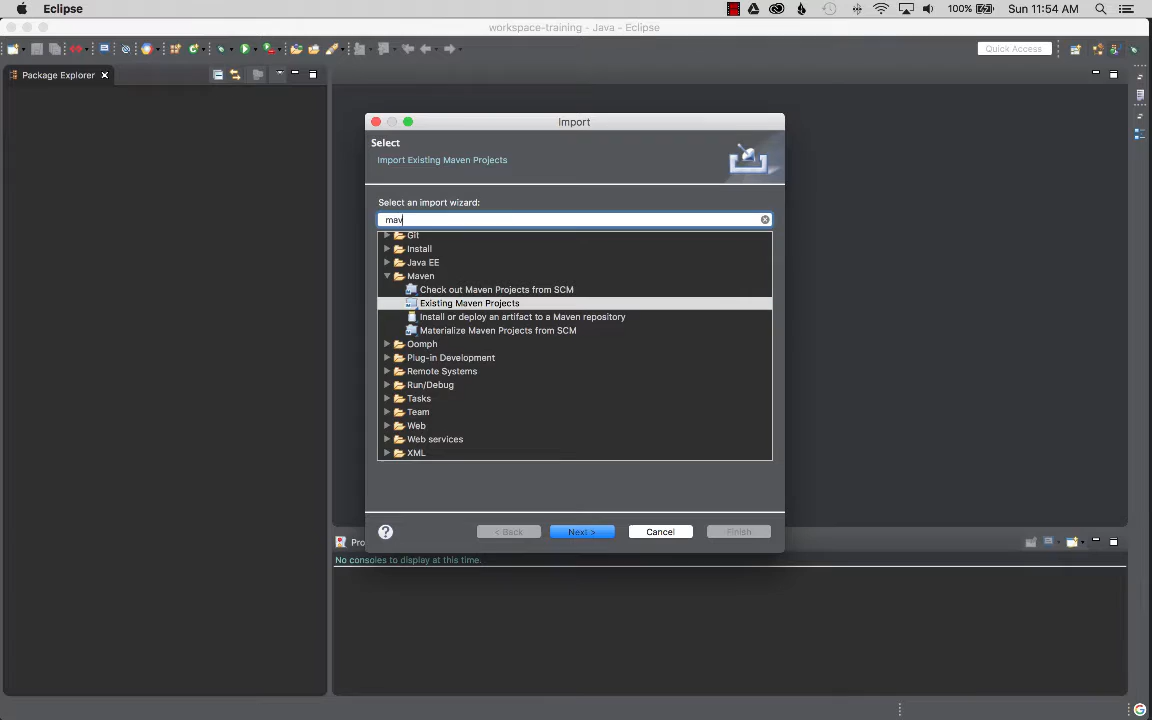 Eclipse
100%
Sun 11:54 AM
workspace-training - Java - Eclipse
Quick Access
Package Explorer
Import
Select
Import Existing Maven Projects
Select an import wizard:
mav
Git
Install
Java EE
Maven
Check out Maven Projects from SCM
Existing Maven Projects
Install or deploy an artifact to a Maven repository
Materialize Maven Projects from SCM
Oomph
Plug-in Development
Remote Systems
Run/Debug
Tasks
Team
Web
Web services
XML
?
< Back
Next >
Cancel
Finish
Pro
No consoles to display at this time.